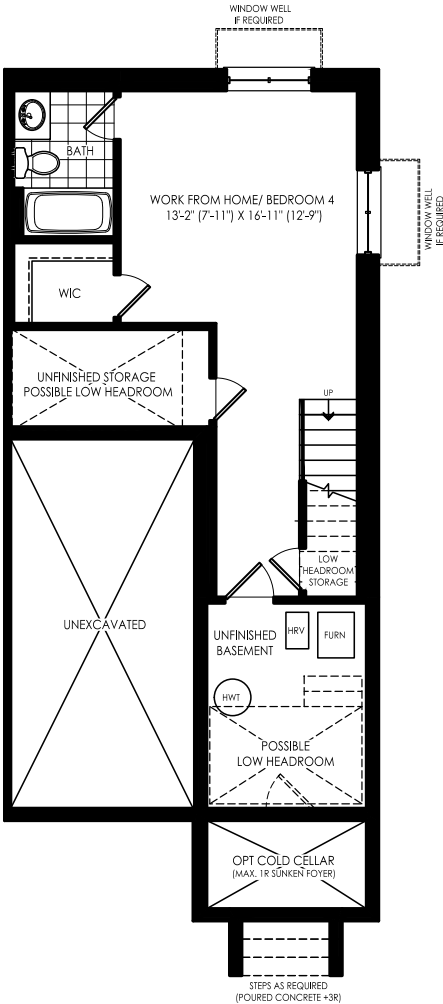 WINDOW WELL
IF REQUIRED
BATH
WORK FROM HOME/ BEDROOM 4
13'-2" (7'-11") X 16'-11" (12'-9")
WINDOW WELL
IF REQUIRED
WIC
UNFINISHED STORAGE
POSSIBLE LOW HEADROOM
UP
LOW
HEADROOM
STORAGE
UNEXCAVATED
UNFINISHED
BASEMENT
HRV
FURN
HWT
POSSIBLE
LOW HEADROOM
OPT COLD CELLAR
(MAX. 1R SUNKEN FOYER)
STEPS AS REQUIRED
(POURED CONCRETE +3R)